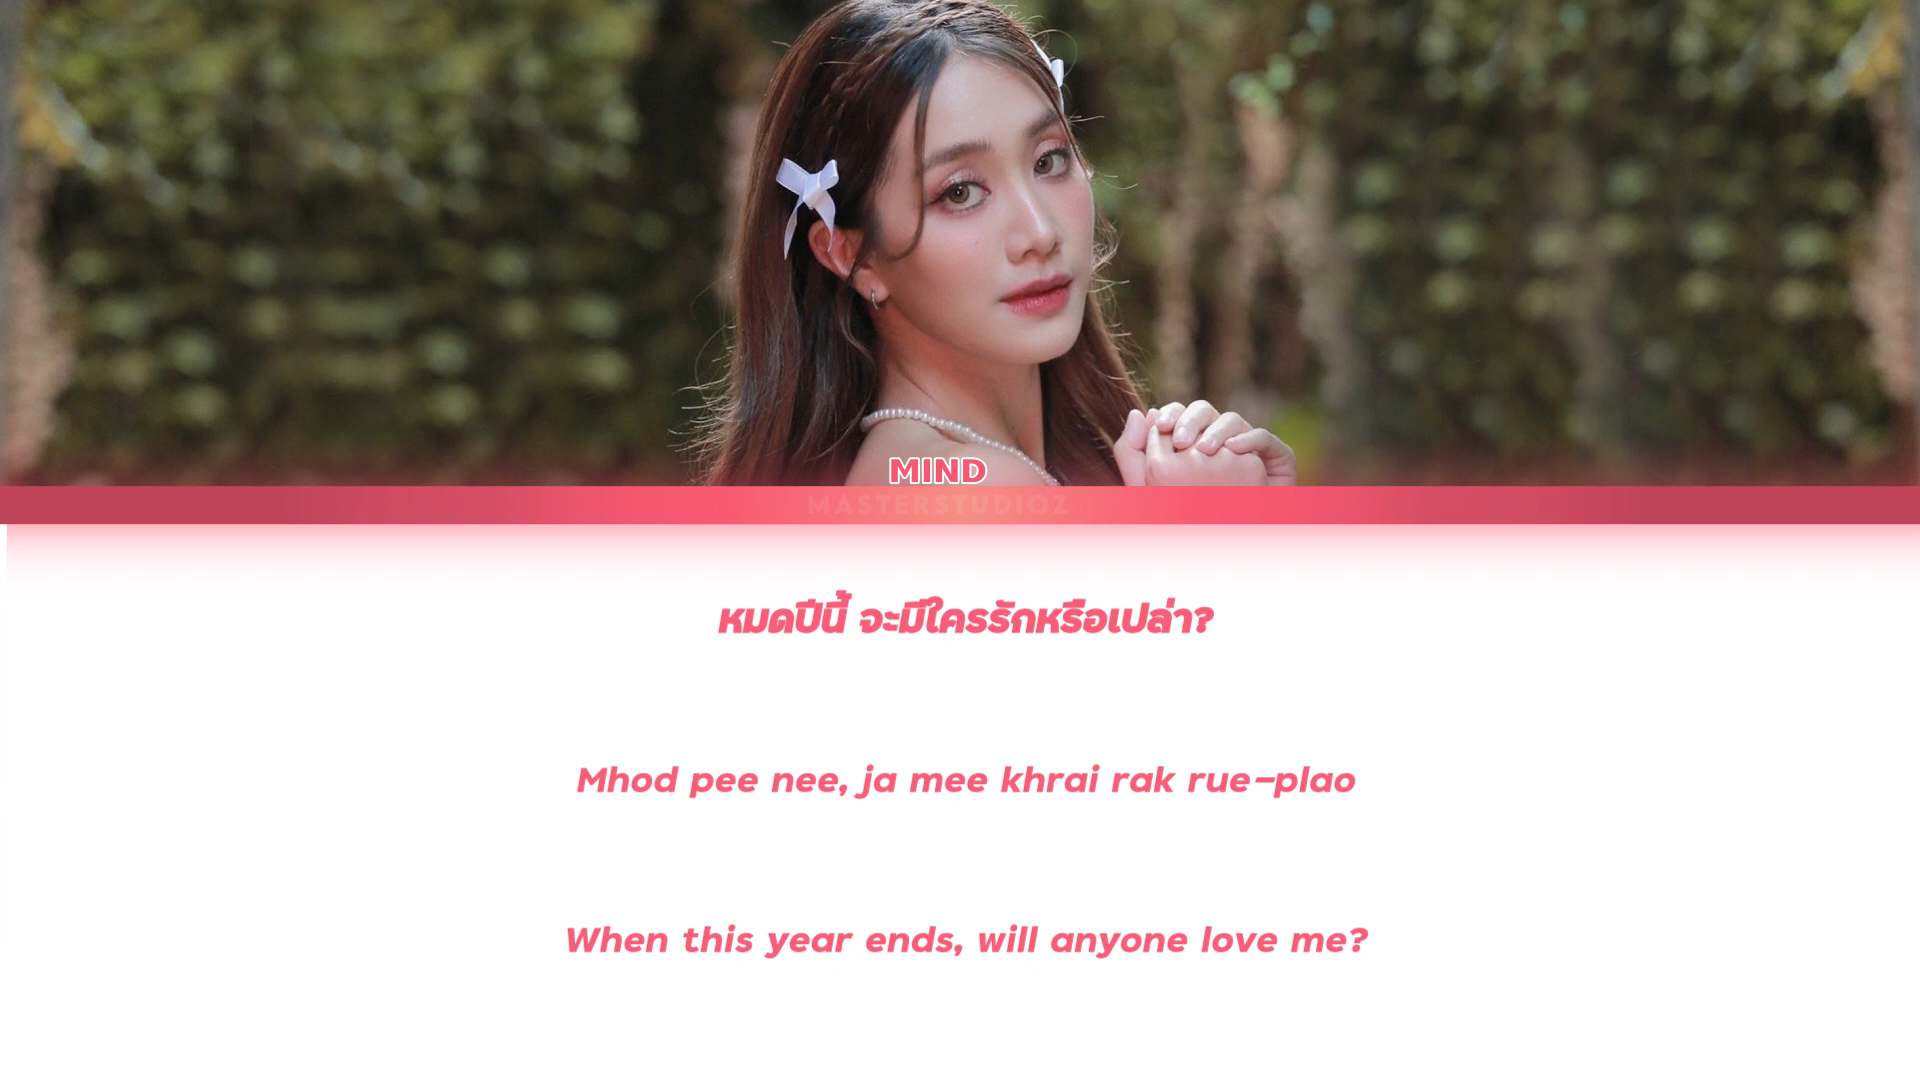 MIND
MASTERSTUDIOZ
หมดปีนี้ จะมีใครรักหรือเปล่า?
Mhod pee nee, ja mee khrai rak rue-plao
When this year ends, will anyone love me?